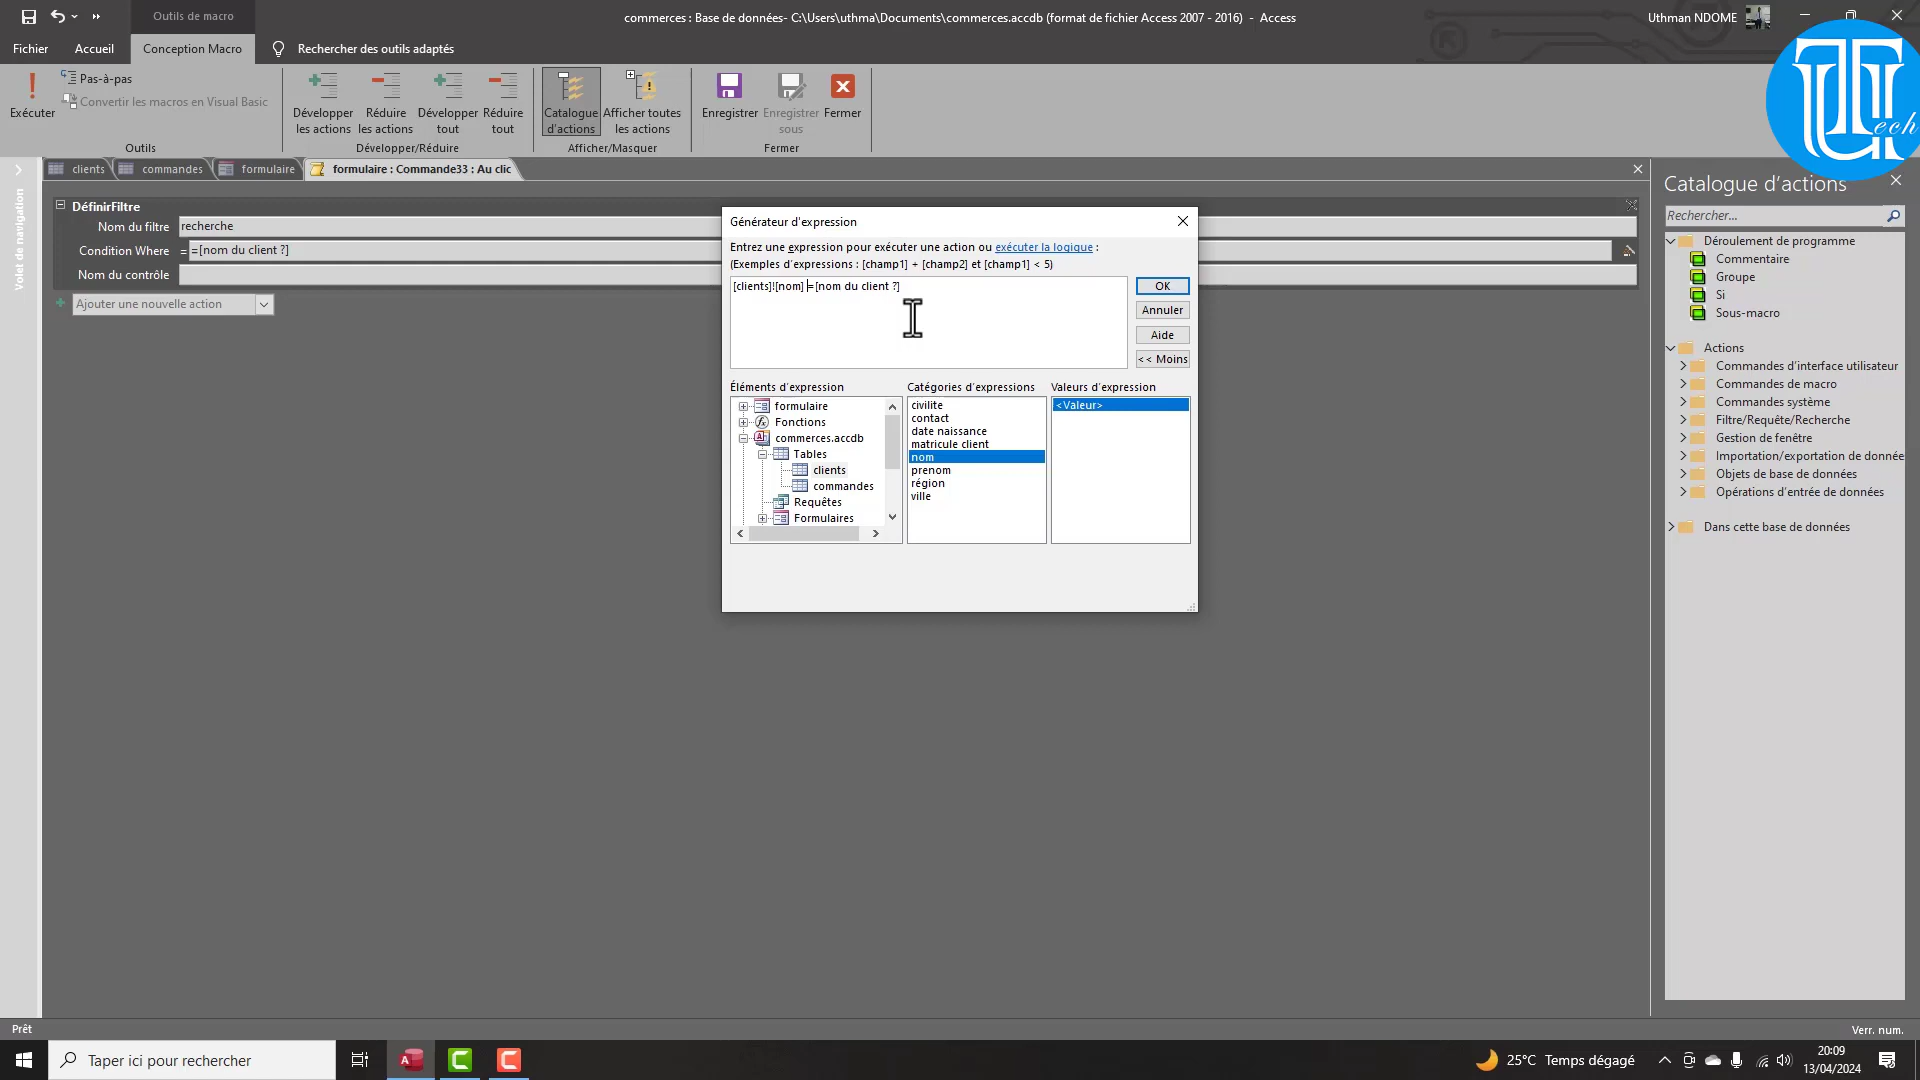 Outils de macro
commerces : Base de données- C:\Users\uthma\Documents\commerces.accdb (format de fichier Access 2007 - 2016) - Access
Uthman NDOME
Fichier
Accueil
Conception Macro
Rechercher des outils adaptés
Exécuter
Pas-à-pas
Convertir les macros en Visual Basic
Outils
Développer les actions
Réduire les actions
Développer tout
Réduire tout
Développer/Réduire
Catalogue d'actions
Afficher toutes les actions
Afficher/Masquer
Enregistrer
Enregistrer sous
Fermer
Fermer
UTech
clients
commandes
formulaire
formulaire : Commande33 : Au clic
Volet de navigation
DéfinirFiltre
Nom du filtre
recherche
Condition Where
= =[nom du client ?]
Nom du contrôle
Ajouter une nouvelle action
Générateur d'expression
Entrez une expression pour exécuter une action ou exécuter la logique :
(Exemples d'expressions : [champ1] + [champ2] et [champ1] < 5)
[clients]![nom] =[nom du client ?]
OK
Annuler
Aide
<< Moins
Éléments d'expression
formulaire
Fonctions
commerces.accdb
Tables
clients
commandes
Requêtes
Formulaires
Catégories d'expressions
civilite
contact
date naissance
matricule client
nom
prenom
région
ville
Valeurs d'expression
<Valeur>
Catalogue d'actions
Rechercher...
Déroulement de programme
Commentaire
Groupe
Si
Sous-macro
Actions
Commandes d'interface utilisateur
Commandes de macro
Commandes système
Filtre/Requête/Recherche
Gestion de fenêtre
Importation/exportation de donnée
Objets de base de données
Opérations d'entrée de données
Dans cette base de données
Prêt
Verr. num.
Taper ici pour rechercher
25°C Temps dégagé
20:09
13/04/2024